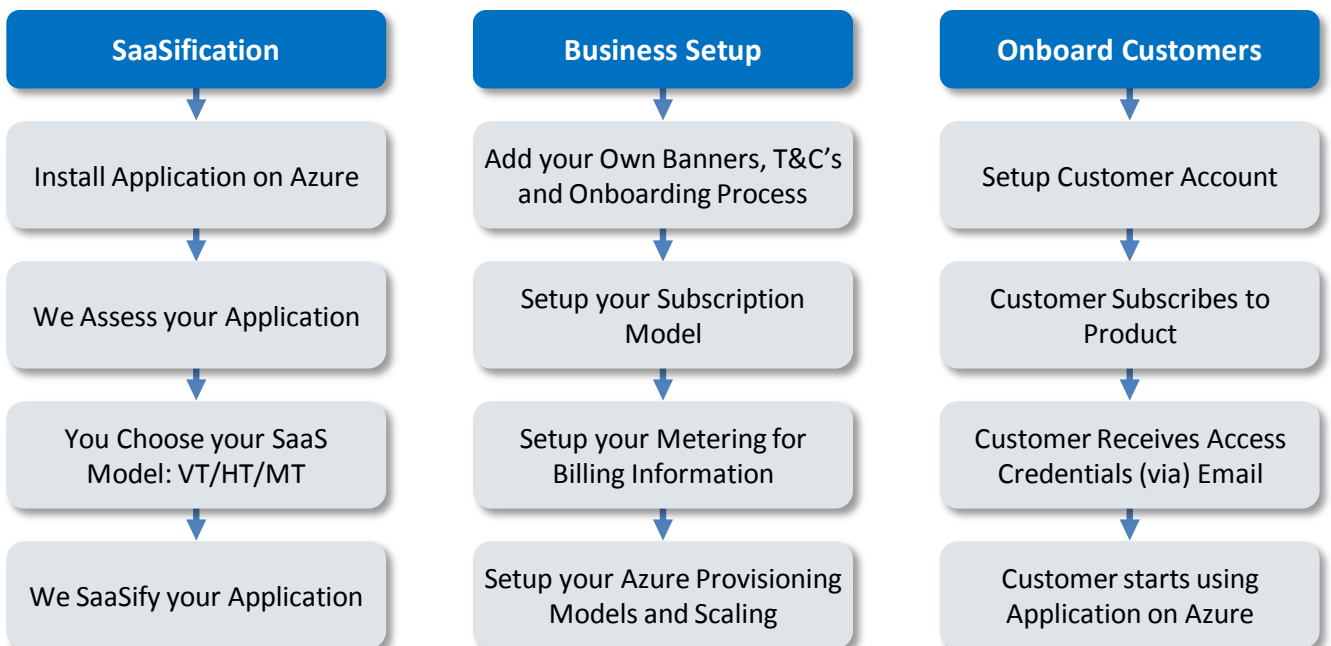 SaaSification
Install Application on Azure
We Assess your Application
You Choose your SaaS
Model: VT/HT/MT
We SaaSify your Application
Business Setup
Add your Own Banners, T&C’s
and Onboarding Process
Setup your Subscription
Model
Setup your Metering for
Billing Information
Setup your Azure Provisioning
Models and Scaling
Onboard Customers
Setup Customer Account
Customer Subscribes to
Product
Customer Receives Access
Credentials (via) Email
Customer starts using
Application on Azure